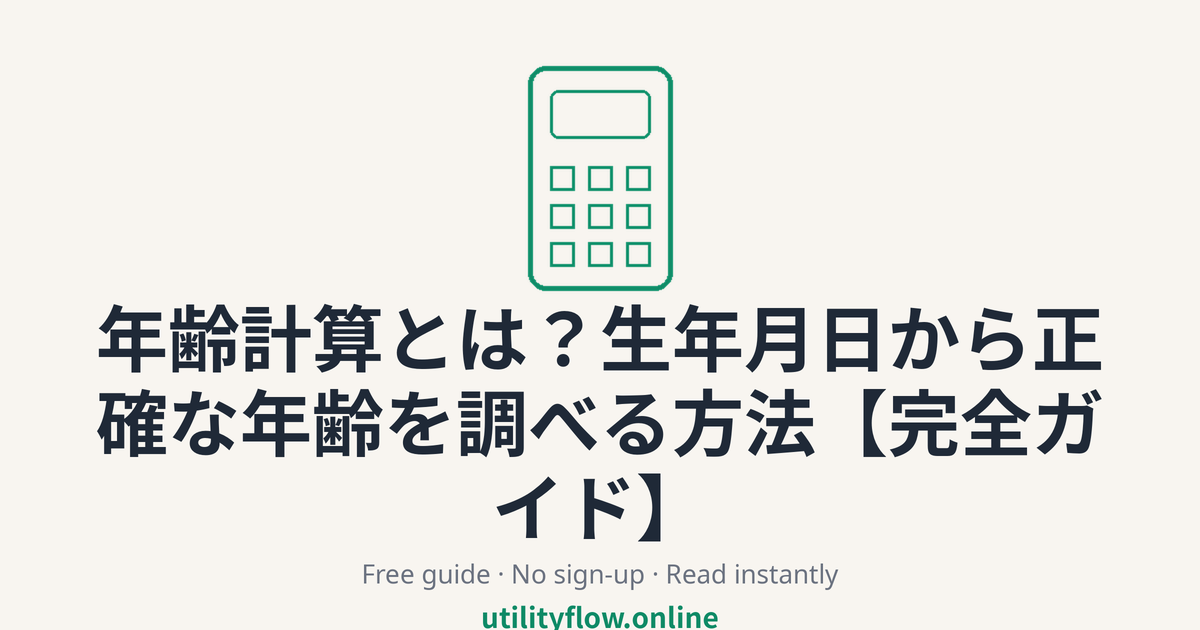 年齢計算とは？生年月日から正
確な年齢を調べる方法【完全ガ
イド】
Free guide · No sign-up · Read instantly
utilityflow.online